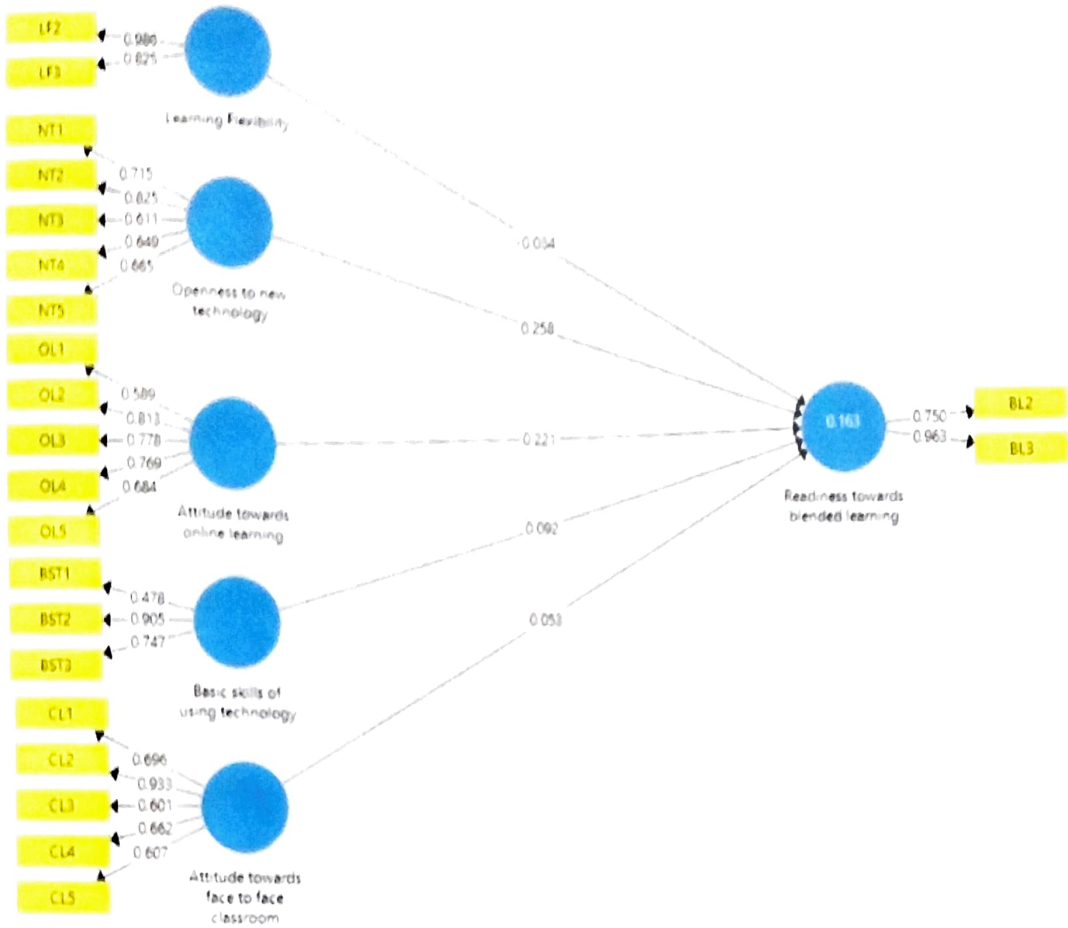 LF2
0.986
LF3
0.825
Learning Flexibility
NT1
0.715
NT2
0.825
NT3
0.611
NT4
0.649
0.665
NT5
Openness to new
technology
OL1
0.589
OL2
0.813
OL3
0.778
OL4
0.769
0.684
OL5
Attitude towards
online learning
BST1
0.478
BST2
0.905
BST3
0.747
Basic skills of
using technology
CL1
0.696
CL2
0.933
CL3
0.601
CL4
0.662
0.607
CL5
Attitude towards
face to face
classroom
0.258
0.221
0.092
0.053
0.163
Readiness towards
blended learning
0.750
BL2
0.963
BL3